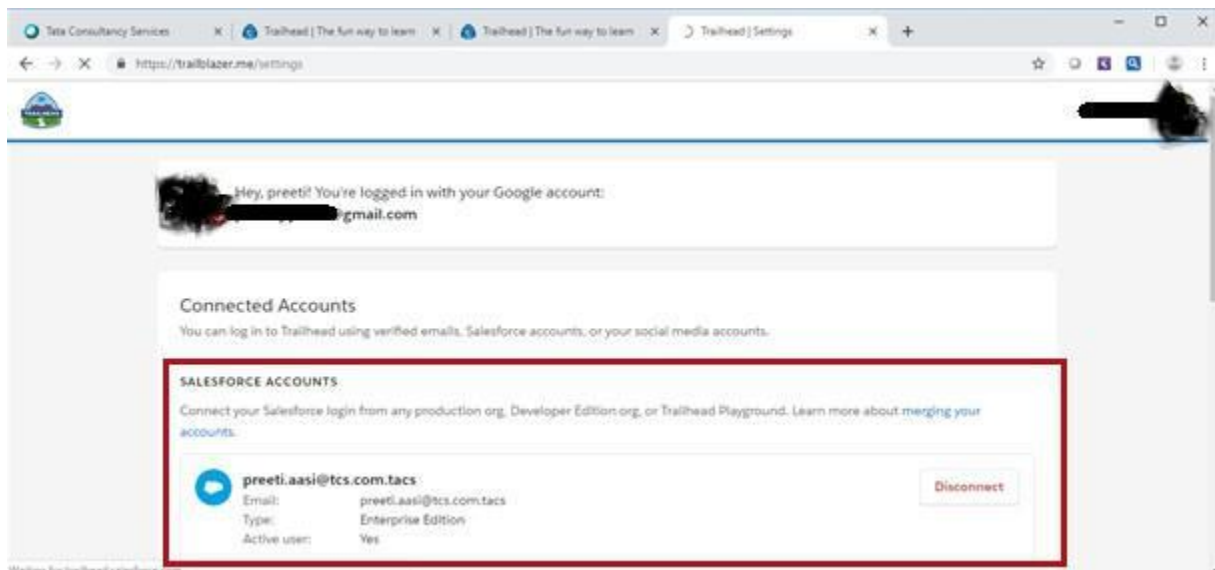 Tata Consultancy Services
Trailhead | The fun way to learn
Trailhead | The fun way to learn
Trailhead | Settings
https://trailblazer.me/settings
TRAILHEAD
Hey, preeti! You're logged in with your Google account:
@gmail.com
Connected Accounts
You can log in to Trailhead using verified emails, Salesforce accounts, or your social media accounts.
SALESFORCE ACCOUNTS
Connect your Salesforce login from any production org, Developer Edition org, or Trailhead Playground. Learn more about merging your
accounts.
preeti.aasi@tcs.com.tacs
Disconnect
Email: preeti.aasi@tcs.com.tacs
Type: Enterprise Edition
Active user: Yes